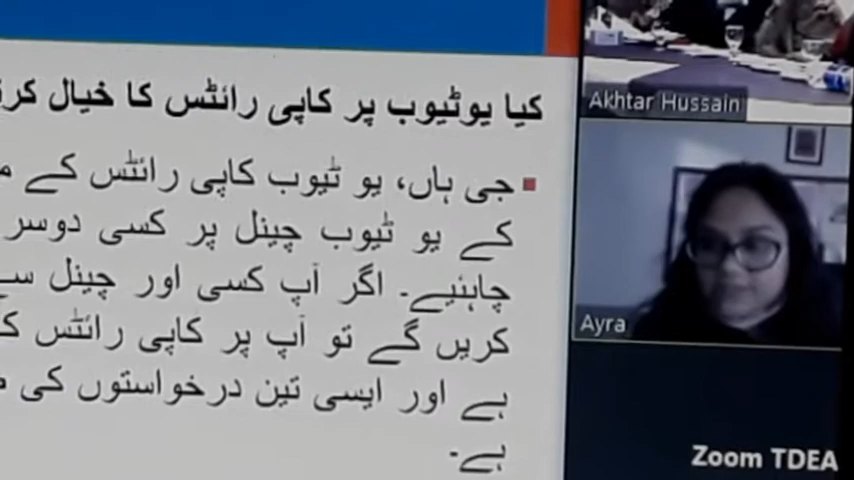 کیا یوٹیوب پر کاپی رائٹس کا خیال
جی ہاں، یو ٹیوب کاپی رائٹس کے
کے یو ٹیوب چینل پر کسی
چاہئیے۔ اگر آپ کسی اور چینل
کریں گے تو آپ پر کاپی رائٹس
ہے اور ایسی تین درخواستوں کی
ہے۔
Akhtar Hussain
Ayra
Zoom TDEA